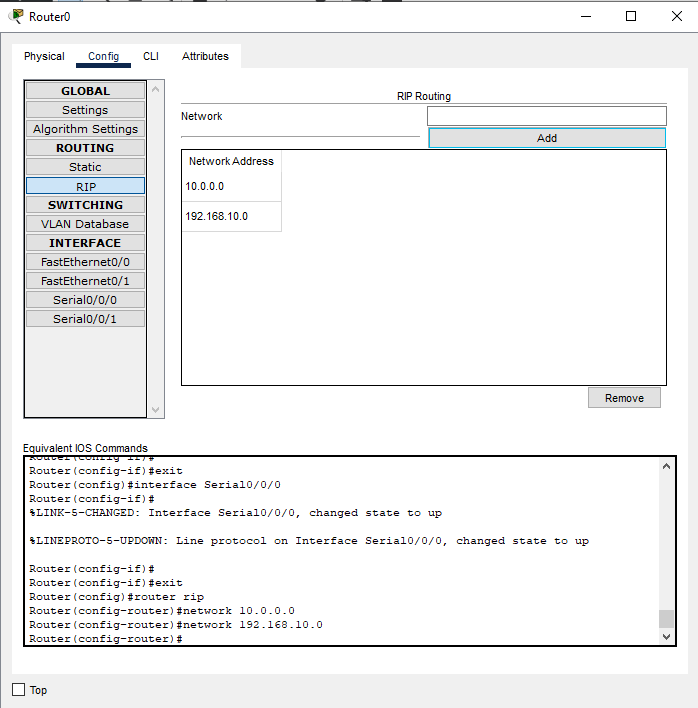 Router0
Physical Config CLI Attributes
GLOBAL
Settings
Algorithm Settings
ROUTING
Static
RIP
SWITCHING
VLAN Database
INTERFACE
FastEthernet0/0
FastEthernet0/1
Serial0/0/0
Serial0/0/1
RIP Routing
Network
Add
Network Address
10.0.0.0
192.168.10.0
Remove
Equivalent IOS Commands
Router(config-if)#
Router(config-if)#exit
Router(config)#interface Serial0/0/0
Router(config-if)#
%LINK-5-CHANGED: Interface Serial0/0/0, changed state to up
%LINEPROTO-5-UPDOWN: Line protocol on Interface Serial0/0/0, changed state to up
Router(config-if)#
Router(config-if)#exit
Router(config)#router rip
Router(config-router)#network 10.0.0.0
Router(config-router)#network 192.168.10.0
Router(config-router)#
Top